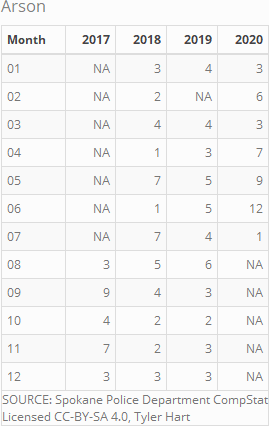 Arson
Month 2017 2018 2019 2020
01 NA 3 4 3
02 NA 2 NA 6
03 NA 4 4 3
04 NA 1 3 7
05 NA 7 5 9
06 NA 1 5 12
07 NA 7 4 1
08 3 5 6 NA
09 9 4 3 NA
10 4 2 2 NA
11 7 2 3 NA
12 3 3 3 NA
SOURCE: Spokane Police Department CompStat
Licensed CC-BY-SA 4.0, Tyler Hart